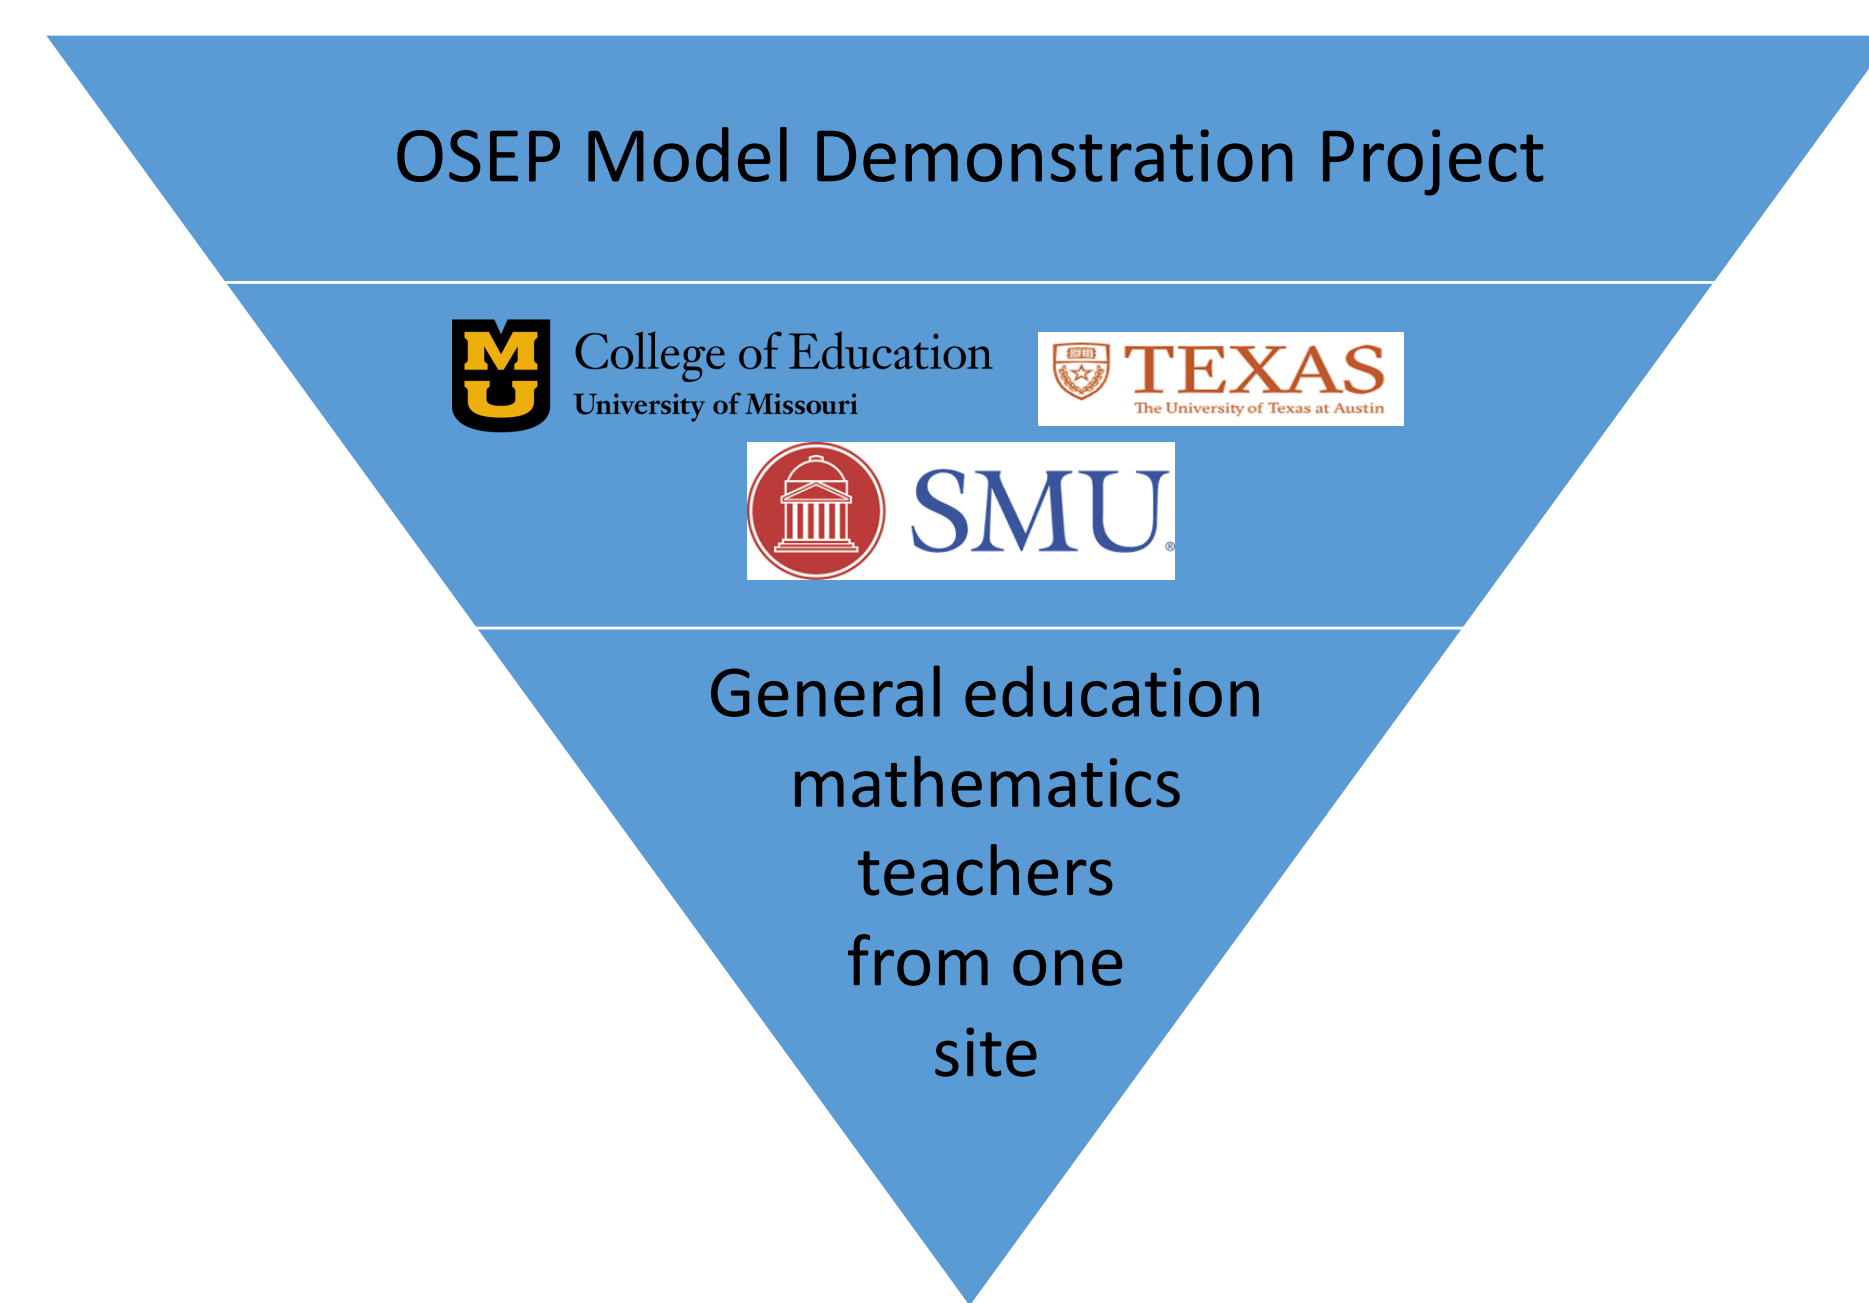 OSEP Model Demonstration Project
MU
College of Education
University of Missouri
TEXAS
The University of Texas at Austin
SMU®
General education
mathematics
teachers
from one
site